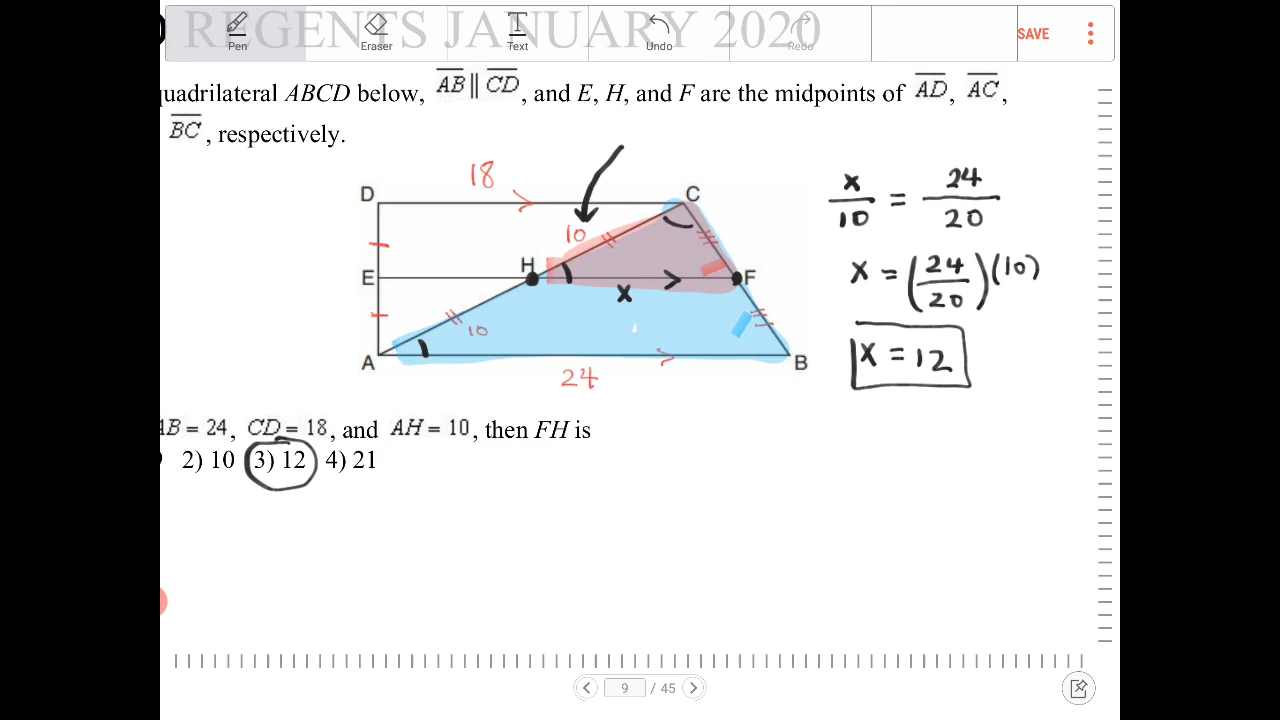 REGENTS JANUARY 2020
Pen Eraser Text Undo Redo SAVE
quadrilateral ABCD below, AB || CD, and E, H, and F are the midpoints of AD, AC,
BC, respectively.
18
D C
10
H
E F
x
10
A B
24
x/10 = 24/20
x = (24/20)(10)
x = 12
AB = 24, CD = 18, and AH = 10, then FH is
2) 10 3) 12 4) 21
9 / 45